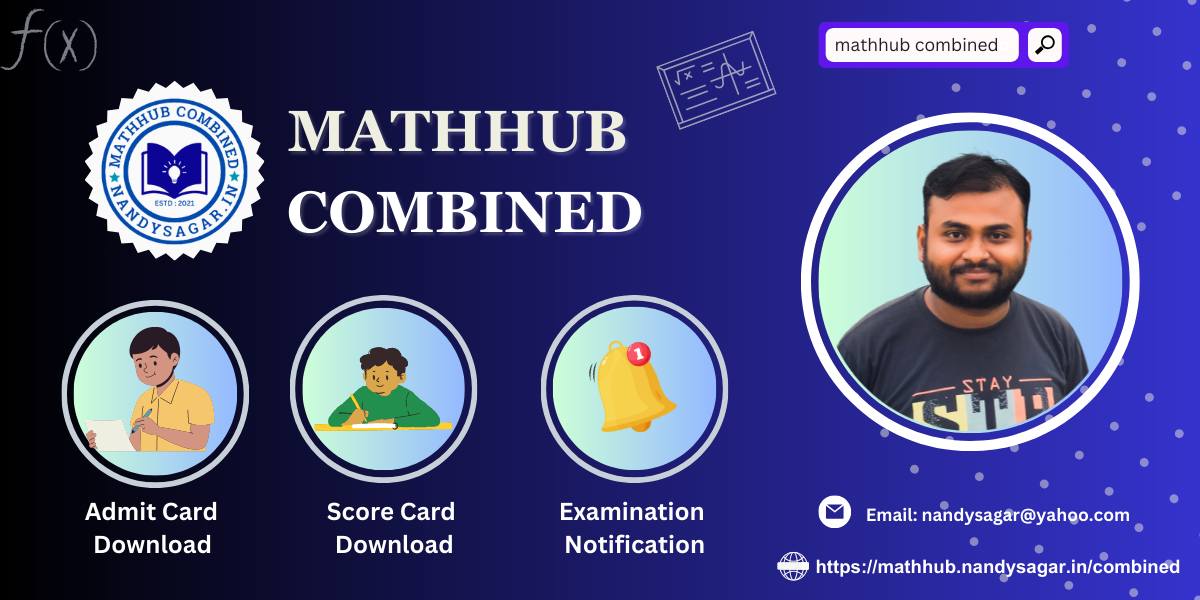 f(x)
mathhub combined
MATHHUB COMBINED
ESTD : 2021
NANDYSAGAR.IN
MATHHUB
COMBINED
√x
1
STAY
Admit Card
Download
Score Card
Download
Examination
Notification
Email: nandysagar@yahoo.com
https://mathhub.nandysagar.in/combined